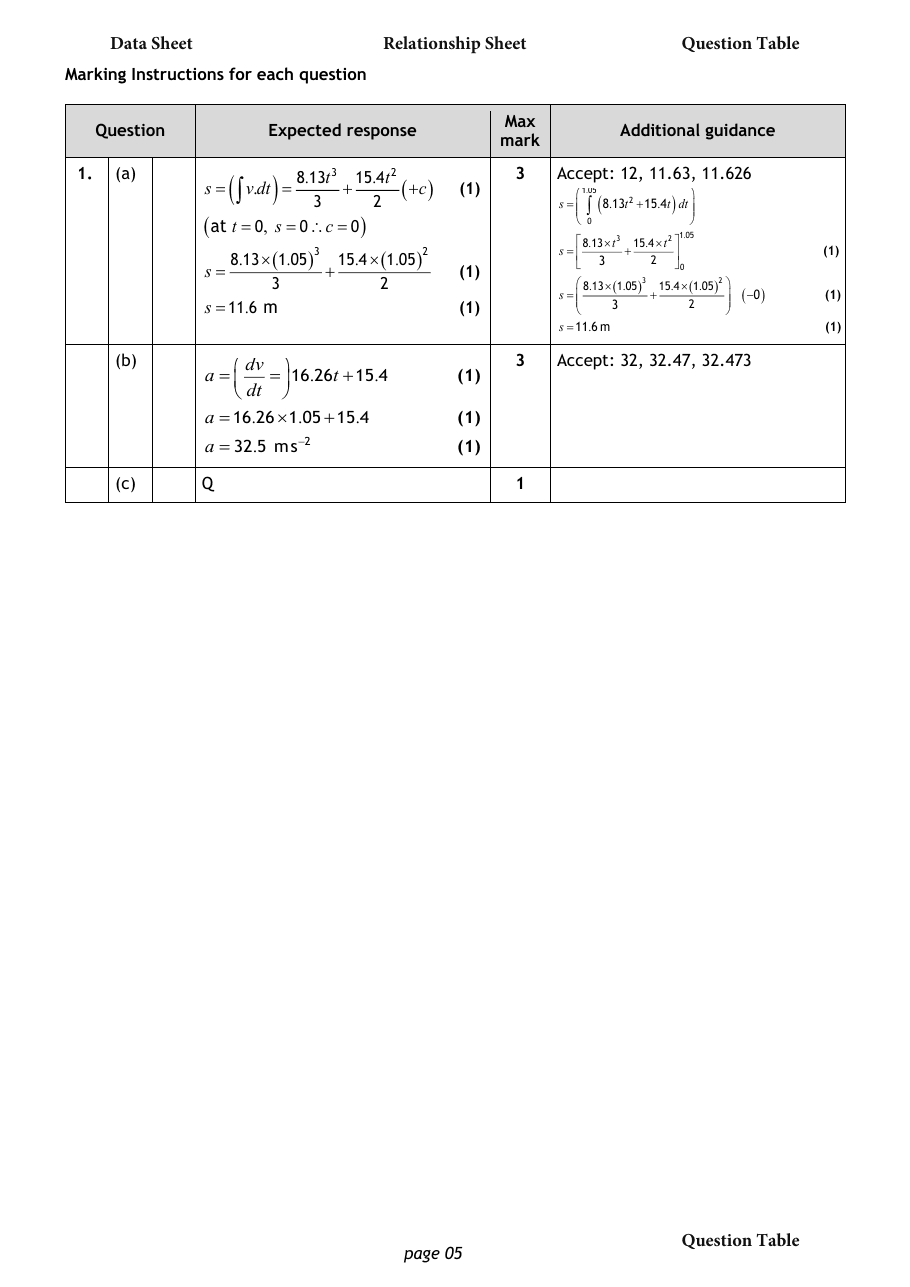 Data Sheet Relationship Sheet Question Table
Marking Instructions for each question
Question Expected response Max mark Additional guidance
1. (a) s = (∫v.dt) = 8.13t³/3 + 15.4t²/2 (+c) (1) 3 Accept: 12, 11.63, 11.626
(at t = 0, s = 0 ∴ c = 0)
s = 8.13×(1.05)³/3 + 15.4×(1.05)²/2 (1)
s = 11.6 m (1)
s = (∫₀^1.05 (8.13t² + 15.4t) dt)
s = [8.13×t³/3 + 15.4×t²/2]₀^1.05 (1)
s = (8.13×(1.05)³/3 + 15.4×(1.05)²/2) (−0) (1)
s = 11.6 m (1)
(b) a = (dv/dt =) 16.26t + 15.4 (1) 3 Accept: 32, 32.47, 32.473
a = 16.26×1.05 + 15.4 (1)
a = 32.5 ms⁻² (1)
(c) Q 1
Question Table
page 05